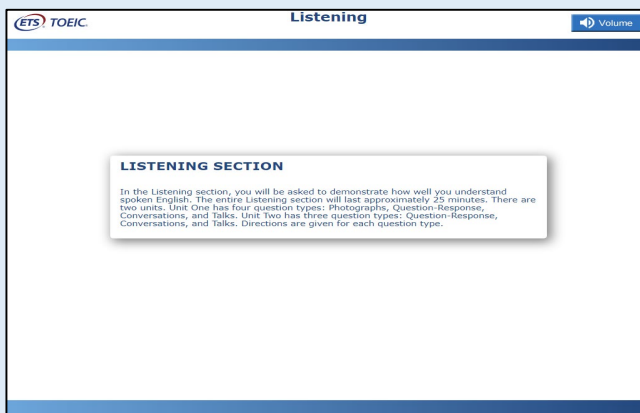 ETS TOEIC.
Listening
Volume
LISTENING SECTION
In the Listening section, you will be asked to demonstrate how well you understand
spoken English. The entire Listening section will last approximately 25 minutes. There are
two units. Unit One has four question types: Photographs, Question-Response,
Conversations, and Talks. Unit Two has three question types: Question-Response,
Conversations, and Talks. Directions are given for each question type.